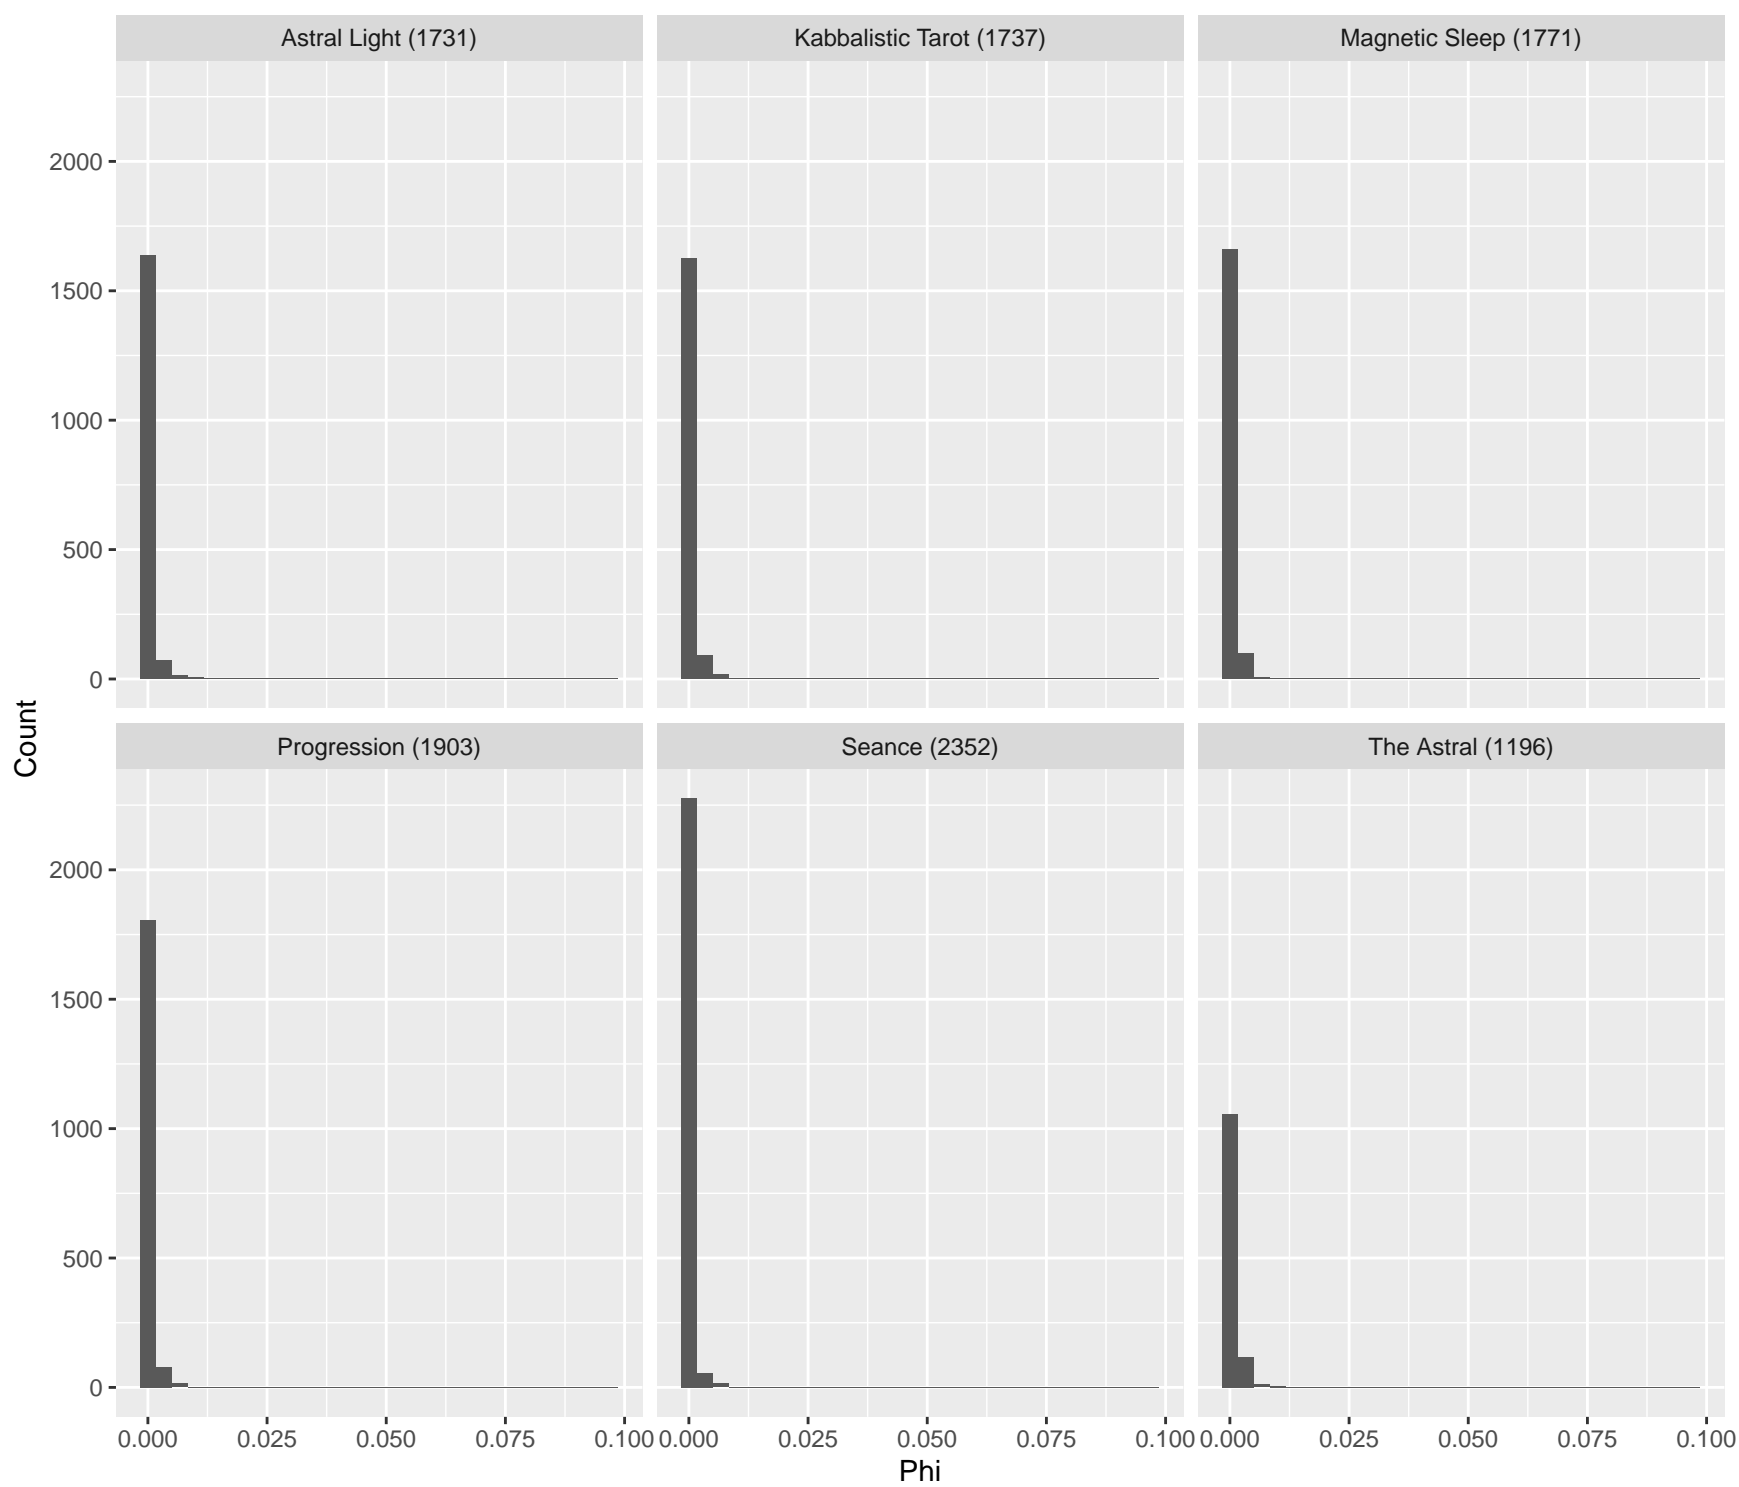 Astral Light (1731)
Kabbalistic Tarot (1737)
Magnetic Sleep (1771)
2000
1500
1000
500
0
Count
Progression (1903)
Seance (2352)
The Astral (1196)
2000
1500
1000
500
0
0.000 0.025 0.050 0.075 0.100 0.000 0.025 0.050 0.075 0.100 0.000 0.025 0.050 0.075 0.100
Phi